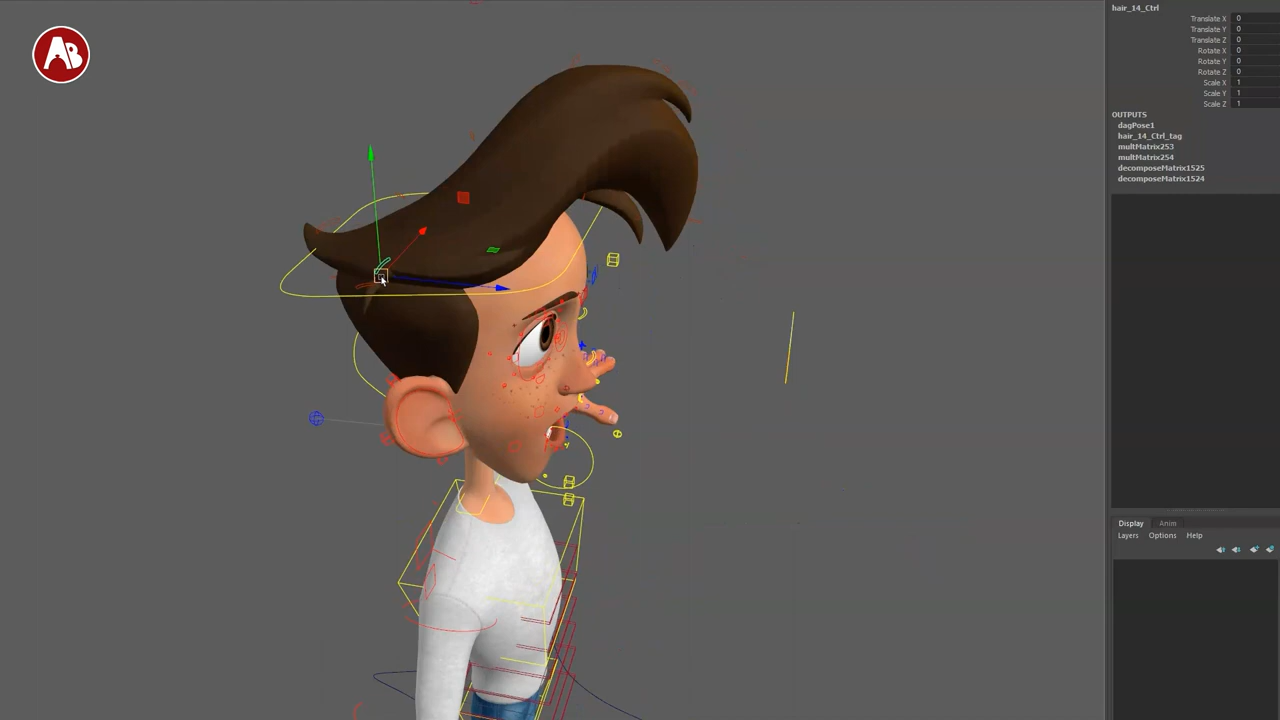 AB
hair_14_Ctrl
Translate X 0
Translate Y 0
Translate Z 0
Rotate X 0
Rotate Y 0
Rotate Z 0
Scale X 1
Scale Y 1
Scale Z 1
OUTPUTS
dagPose1
hair_14_Ctrl_tag
multMatrix253
multMatrix254
decomposeMatrix1525
decomposeMatrix1524
Display Anim
Layers Options Help